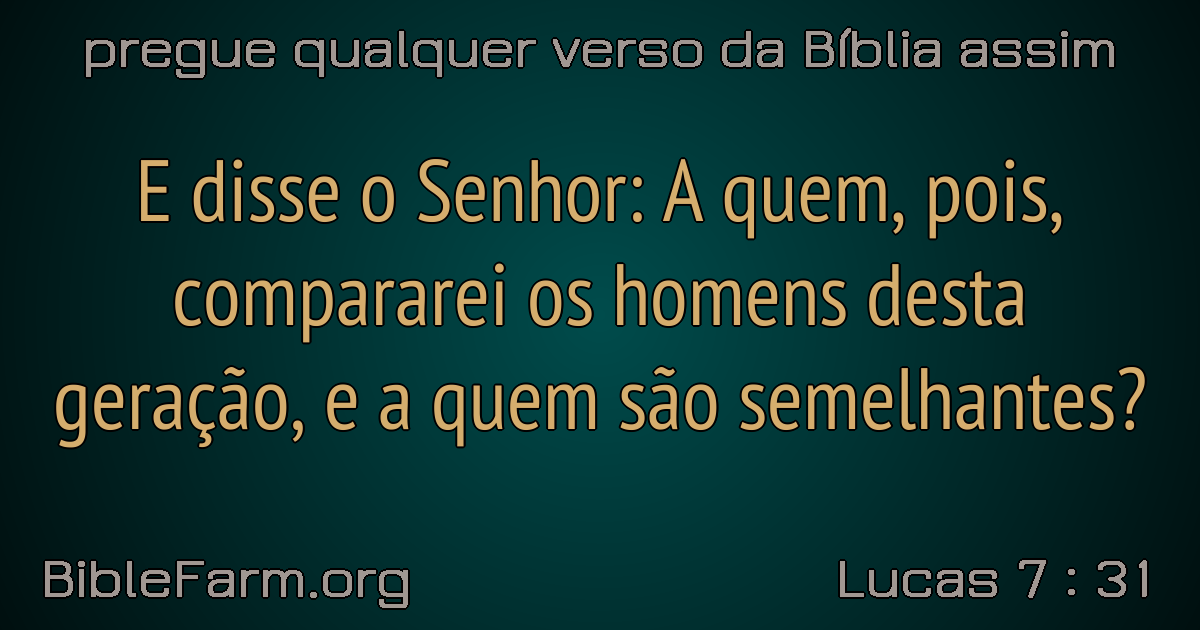 pregue qualquer verso da Bíblia assim
E disse o Senhor: A quem, pois,
compararei os homens desta
geração, e a quem são semelhantes?
BibleFarm.org
Lucas 7 : 31